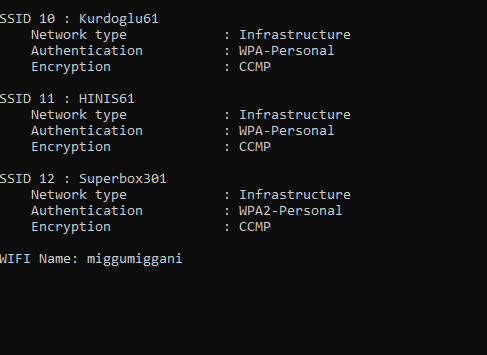 SSID 10 : Kurdoglu61
Network type : Infrastructure
Authentication : WPA-Personal
Encryption : CCMP
SSID 11 : HINIS61
Network type : Infrastructure
Authentication : WPA-Personal
Encryption : CCMP
SSID 12 : Superbox301
Network type : Infrastructure
Authentication : WPA2-Personal
Encryption : CCMP
WIFI Name: miggumiggani